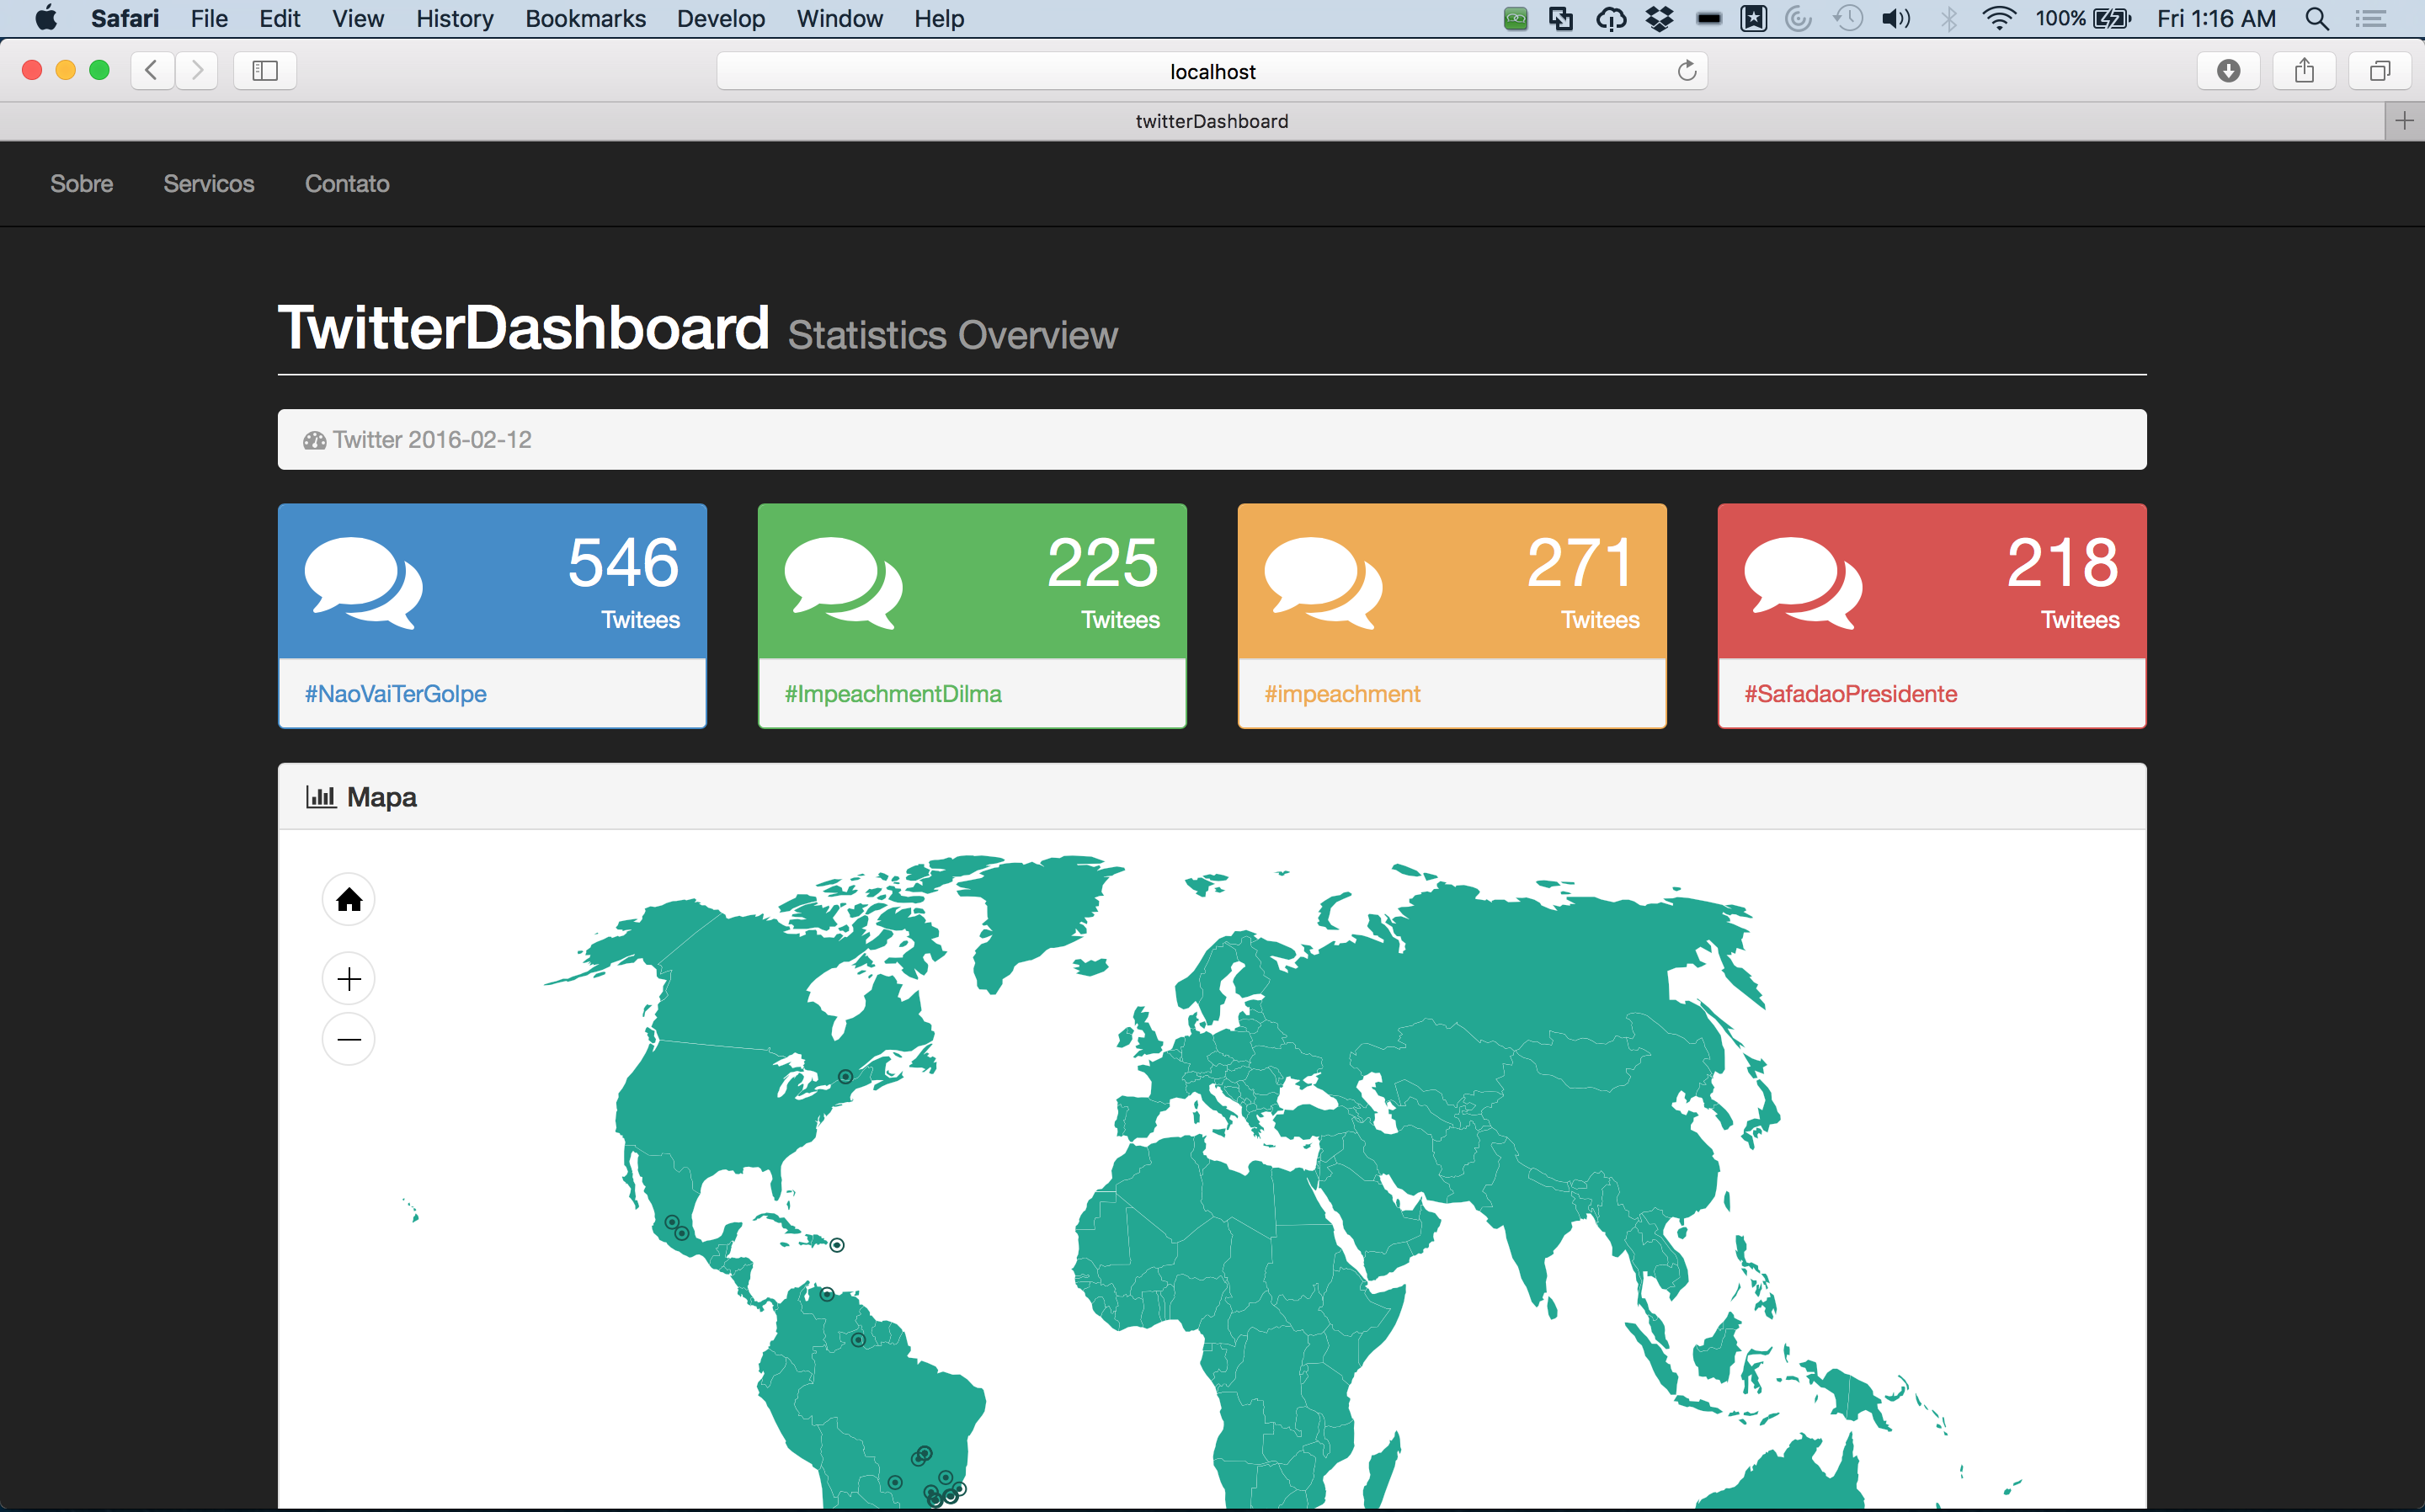 Safari File Edit View History Bookmarks Develop Window Help 100% Fri 1:16 AM
localhost
twitterDashboard
Sobre Servicos Contato
TwitterDashboard Statistics Overview
Twitter 2016-02-12
546 225 271 218
Twitees Twitees Twitees Twitees
#NaoVaiTerGolpe #ImpeachmentDilma #impeachment #SafadaoPresidente
Mapa